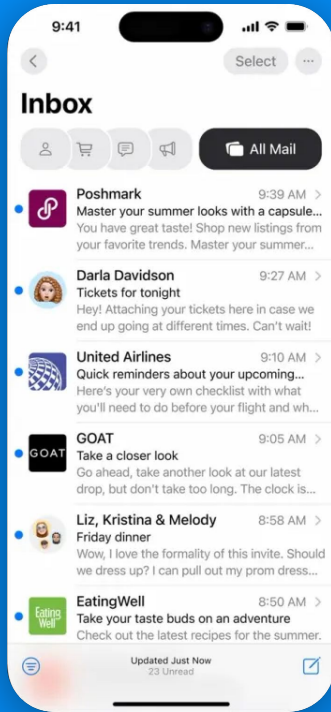 9:41
Select
Inbox
All Mail
Poshmark
9:39 AM
Master your summer looks with a capsule...
You have great taste! Shop new listings from
your favorite trends. Master your summer...
Darla Davidson
9:27 AM
Tickets for tonight
Hey! Attaching your tickets here in case we
end up going at different times. Can't wait!
United Airlines
9:10 AM
Quick reminders about your upcoming...
Here's your very own checklist with what
you'll need to do before your flight and wh...
GOAT
GOAT
9:05 AM
Take a closer look
Go ahead, take another look at our latest
drop, but don't take too long. The clock is...
Liz, Kristina & Melody
8:58 AM
Friday dinner
Wow, I love the formality of this invite. Should
we dress up? I can pull out my prom dress...
Eating
Well
EatingWell
8:50 AM
Take your taste buds on an adventure
Check out the latest recipes for the summer.
Updated Just Now
23 Unread